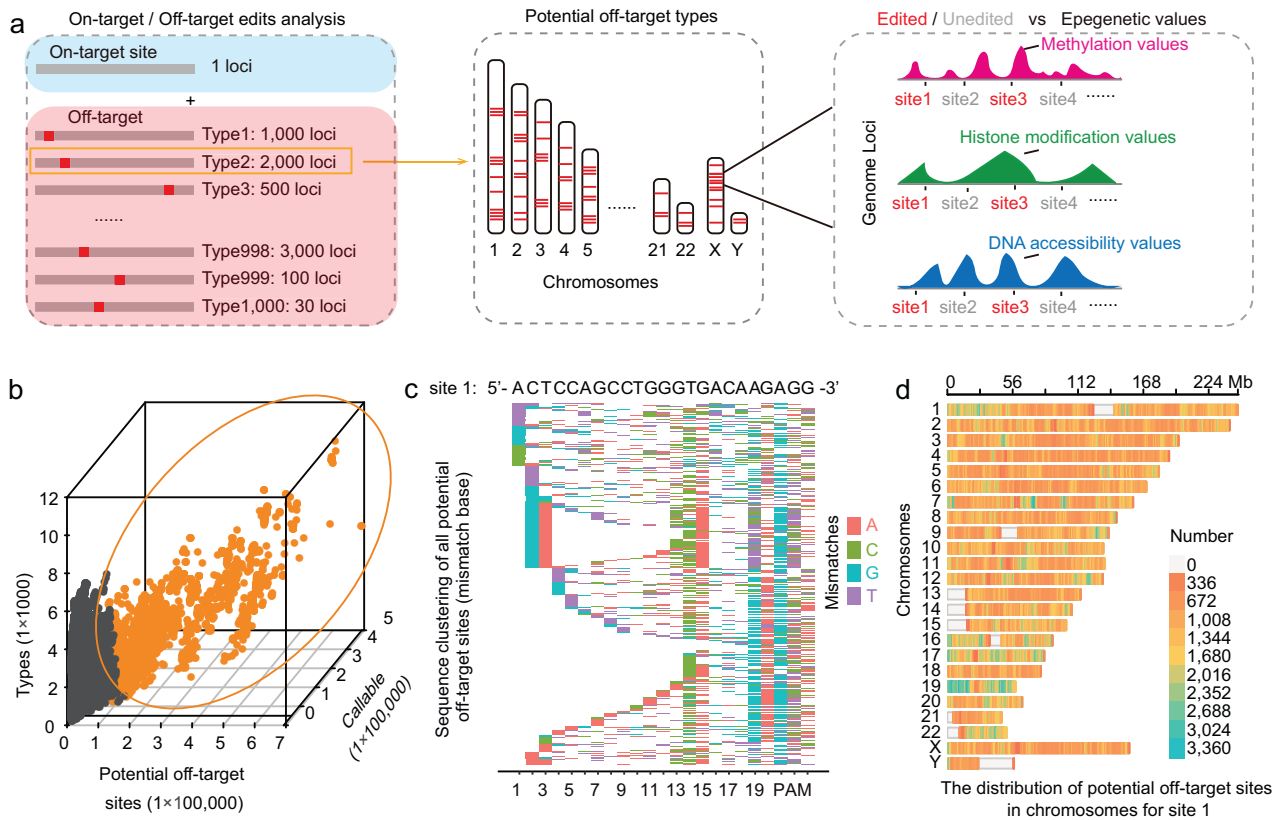 a
On-target / Off-target edits analysis
On-target site
1 loci
+
Off-target
Type1: 1,000 loci
Type2: 2,000 loci
Type3: 500 loci
......
Type998: 3,000 loci
Type999: 100 loci
Type1,000: 30 loci
Potential off-target types
1 2 3 4 5 ...... 21 22 X Y
Chromosomes
Edited / Unedited vs Epegenetic values
Genome Loci
Methylation values
site1 site2 site3 site4 ......
Histone modification values
site1 site2 site3 site4 ......
DNA accessibility values
site1 site2 site3 site4 ......
b
Types (1×1000)
12
10
8
6
4
2
0
0 1 2 3 4 5 6 7
Potential off-target
sites (1×100,000)
0 1 2 3 4 5
Callable
(1×100,000)
c
site 1: 5'- ACTCCAGCCTGGGTGACAAGAGG -3'
Sequence clustering of all potential
off-target sites (mismatch base)
1 3 5 7 9 11 13 15 17 19 PAM
Mismatches
A
C
G
T
d
0 56 112 168 224 Mb
Chromosomes
1
2
3
4
5
6
7
8
9
10
11
12
13
14
15
16
17
18
19
20
21
22
X
Y
Number
0
336
672
1,008
1,344
1,680
2,016
2,352
2,688
3,024
3,360
The distribution of potential off-target sites
in chromosomes for site 1